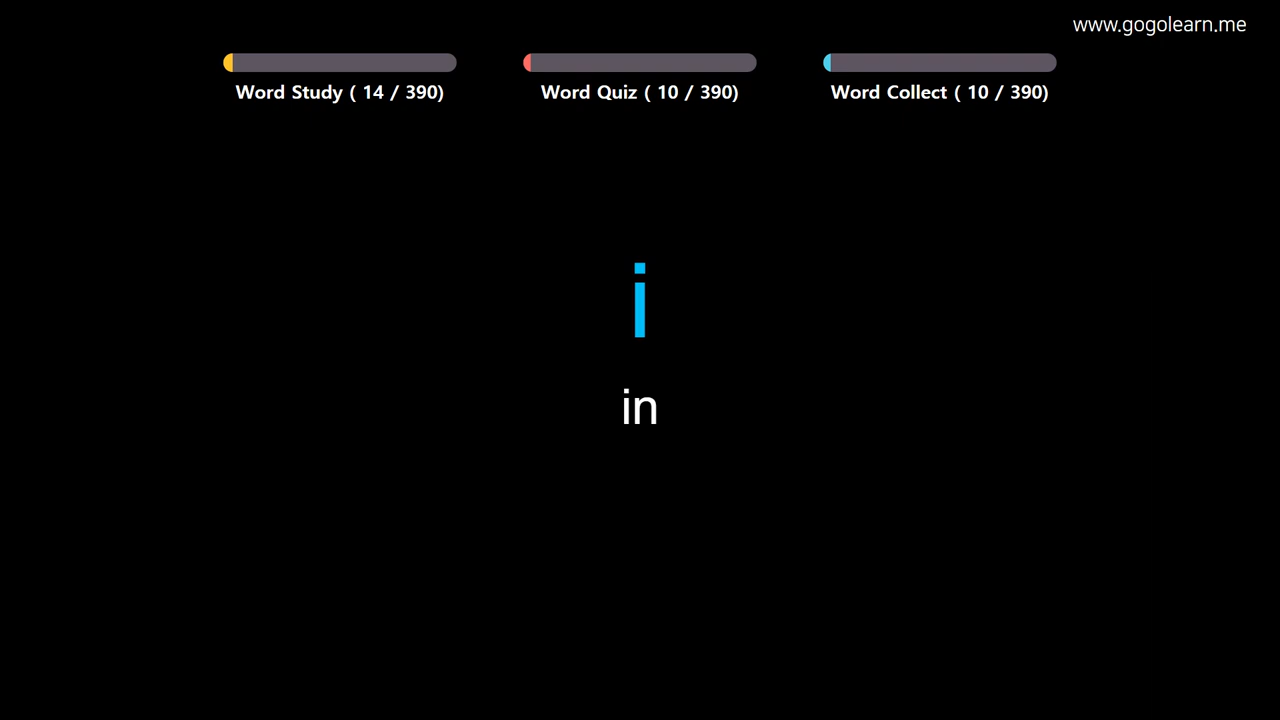 www.gogolearn.me
Word Study ( 14 / 390)
Word Quiz ( 10 / 390)
Word Collect ( 10 / 390)
i
in